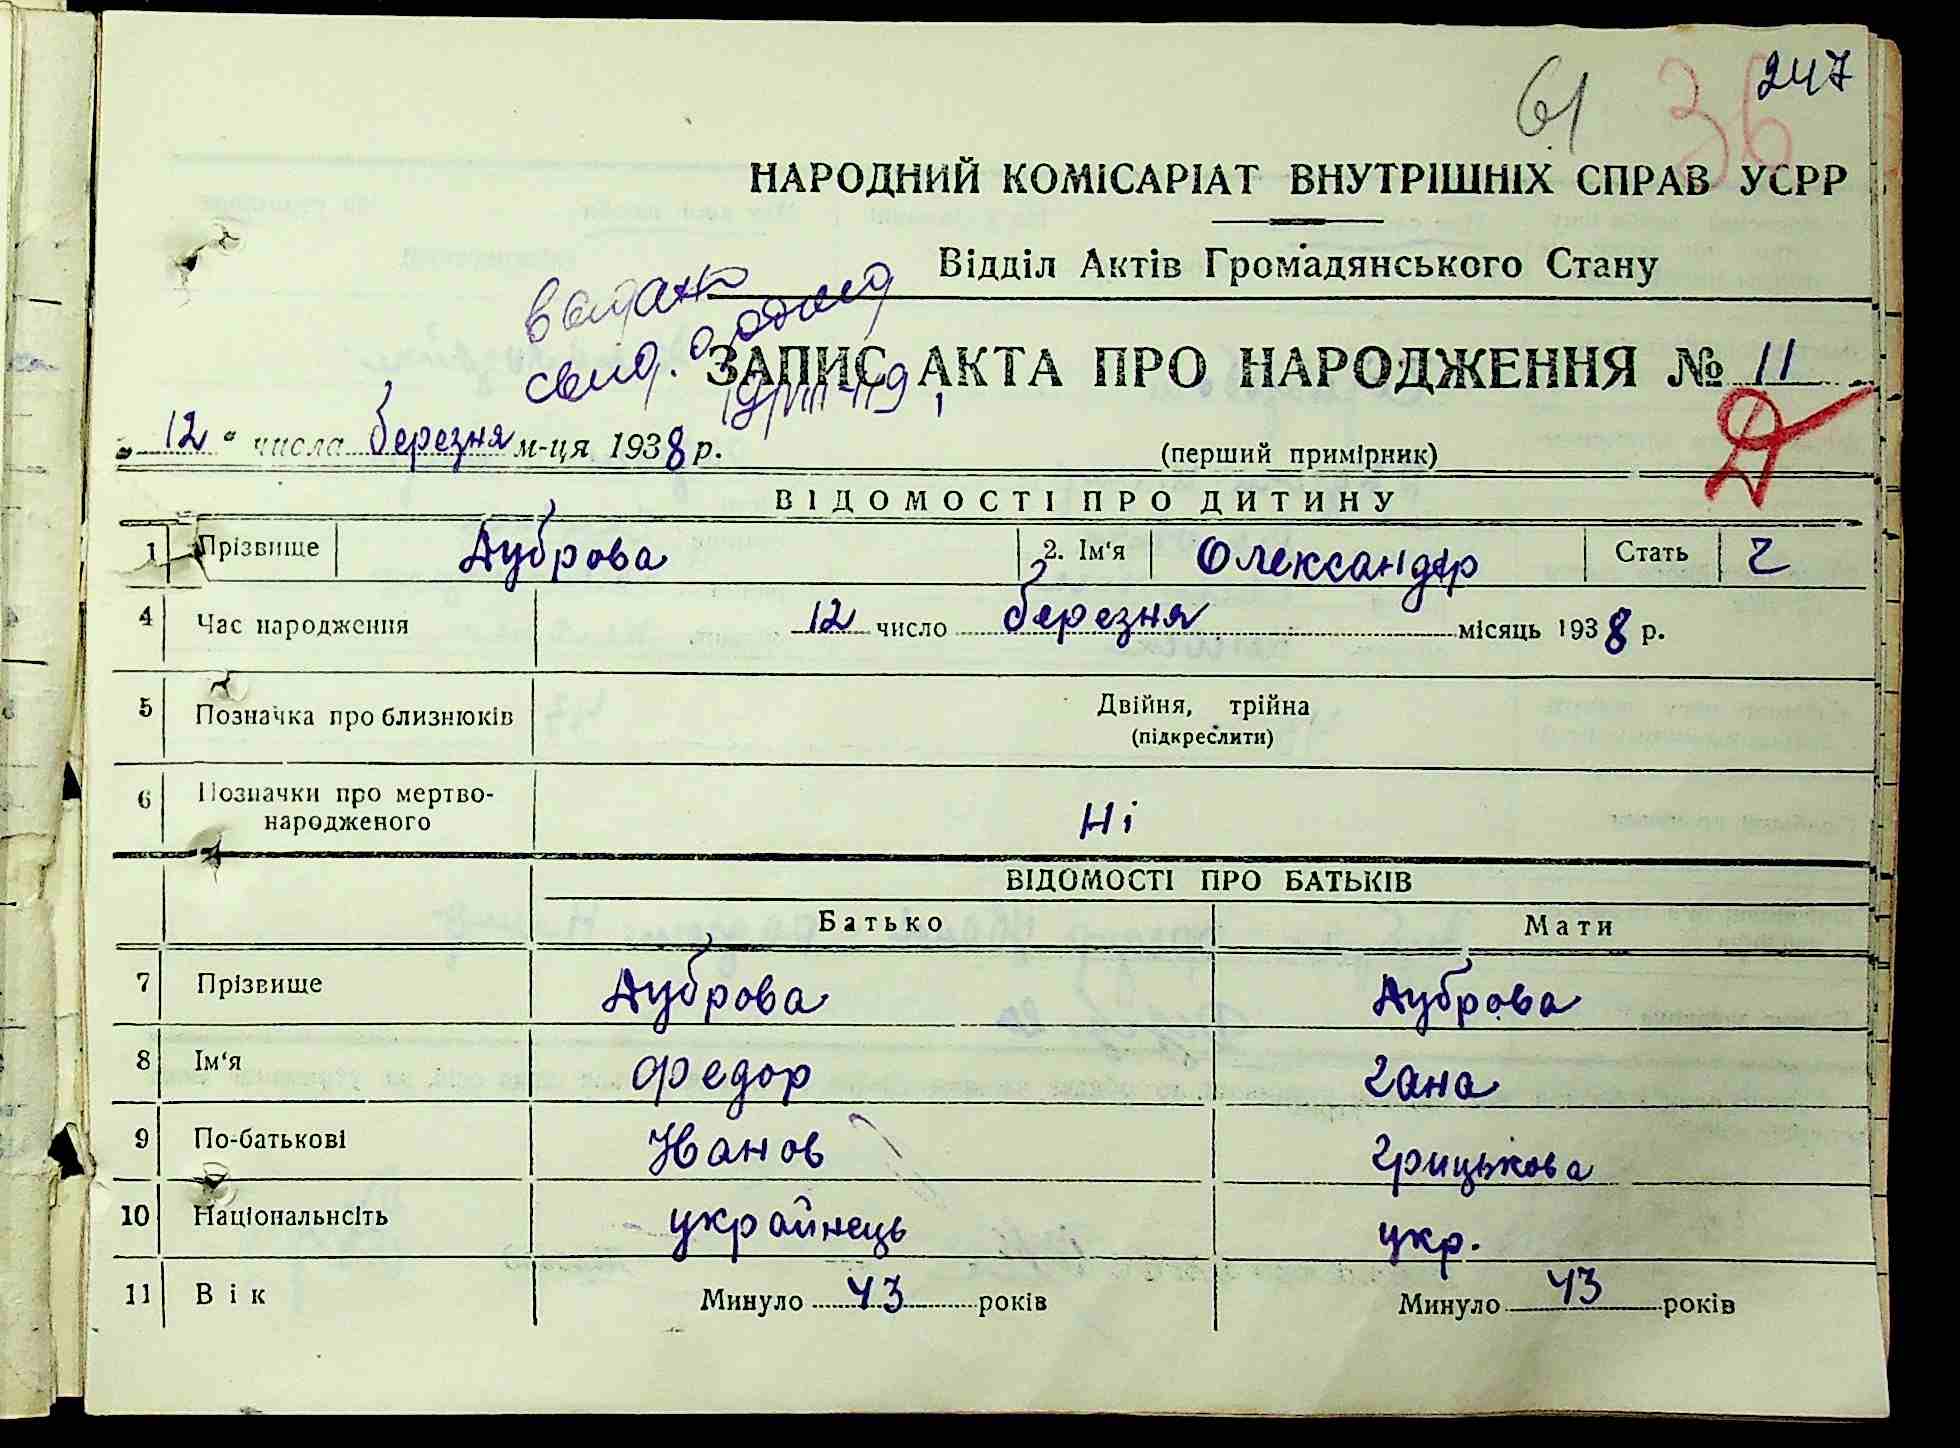 247
61 36
НАРОДНИЙ КОМІСАРІАТ ВНУТРІШНІХ СПРАВ УСРР
Відділ Актів Громадянського Стану
видано
свид.
ЗАПИС АКТА ПРО НАРОДЖЕННЯ № 11
„12“ числа березня м-ця 1938 р.
(перший примірник)
Д
ВІДОМОСТІ ПРО ДИТИНУ
1 Прізвище Дуброва 2. Ім‘я Олександр Стать Ч
4 Час народження 12 число березня місяць 1938 р.
5 Позначка про близнюків Двійня, трійна
(підкреслити)
6 Позначки про мертво-
народженого Ні
ВІДОМОСТІ ПРО БАТЬКІВ
Батько Мати
7 Прізвище Дуброва Дуброва
8 Ім‘я Федор Гана
9 По-батькові Іванов Грицькова
10 Національнсіть українець укр.
11 Вік Минуло 43 років Минуло 43 років